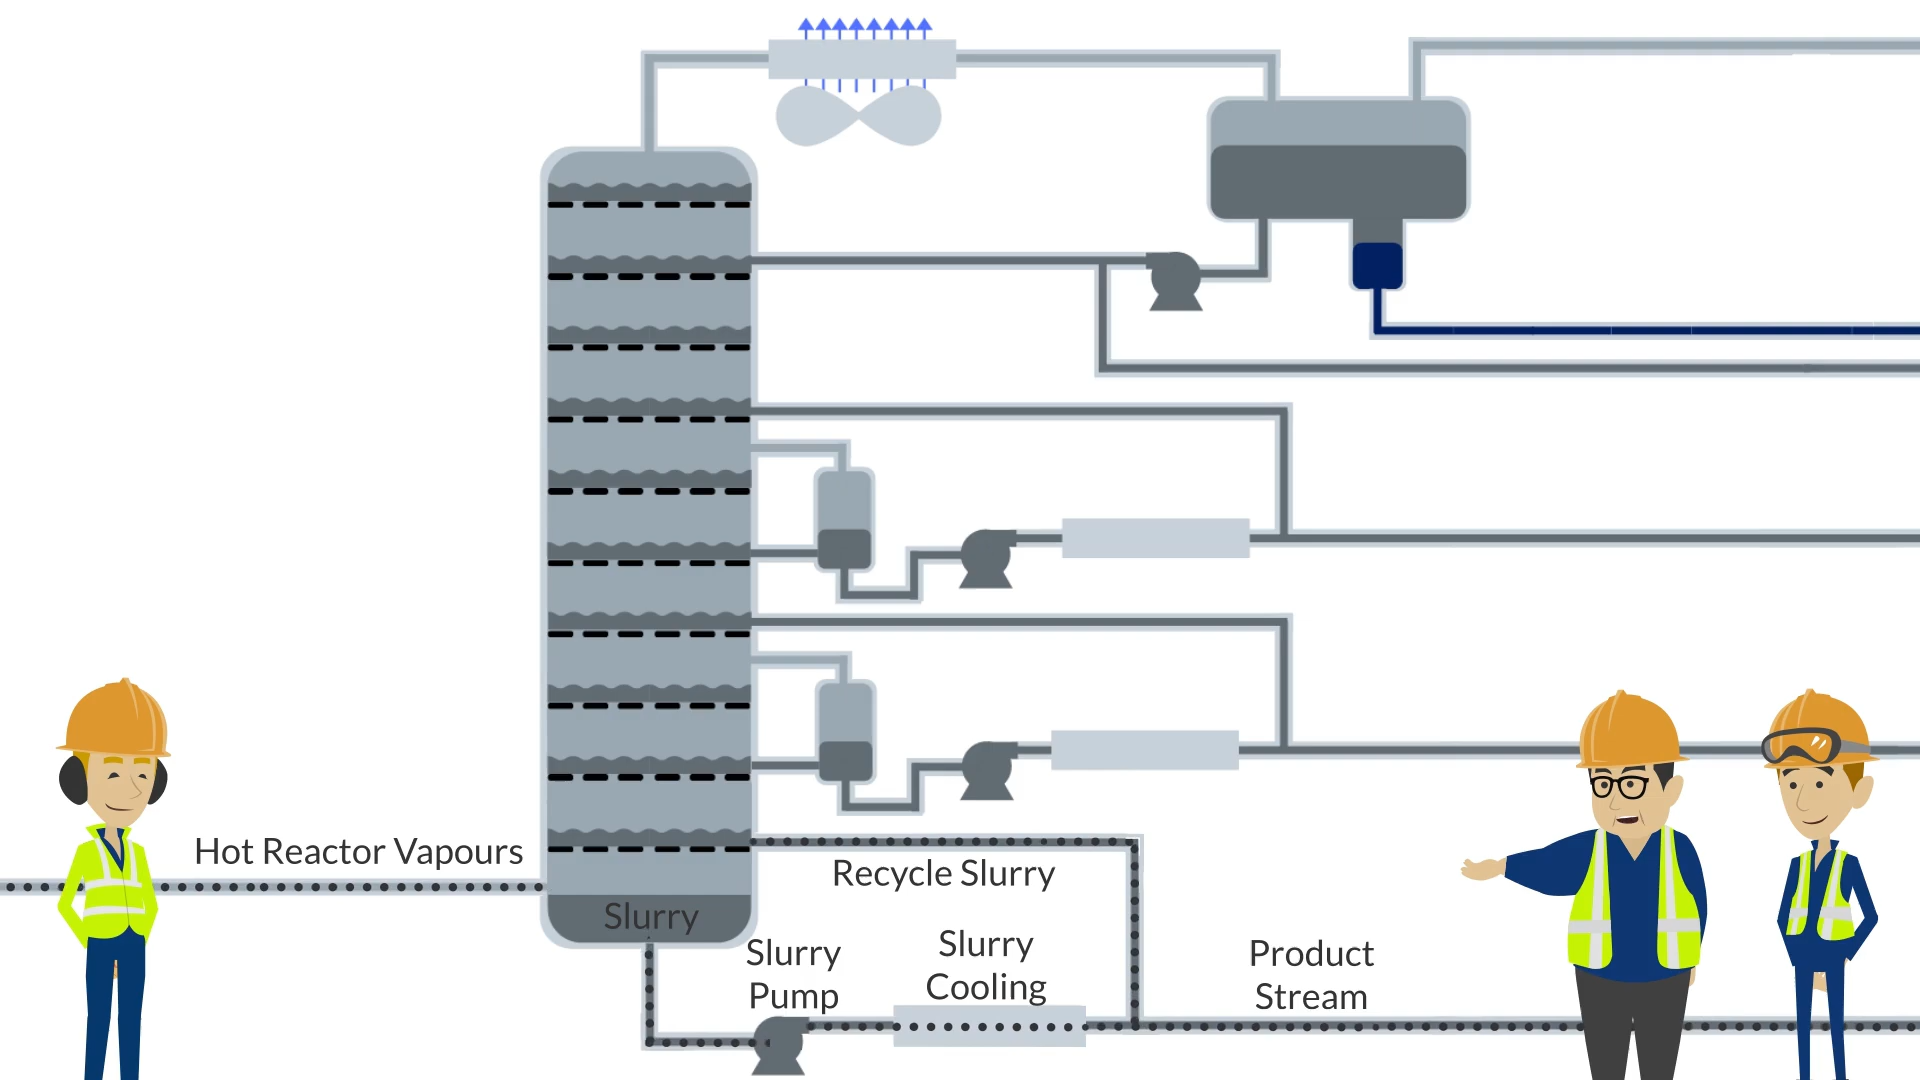 Hot Reactor Vapours
Recycle Slurry
Slurry
Slurry
Pump
Slurry
Cooling
Product
Stream